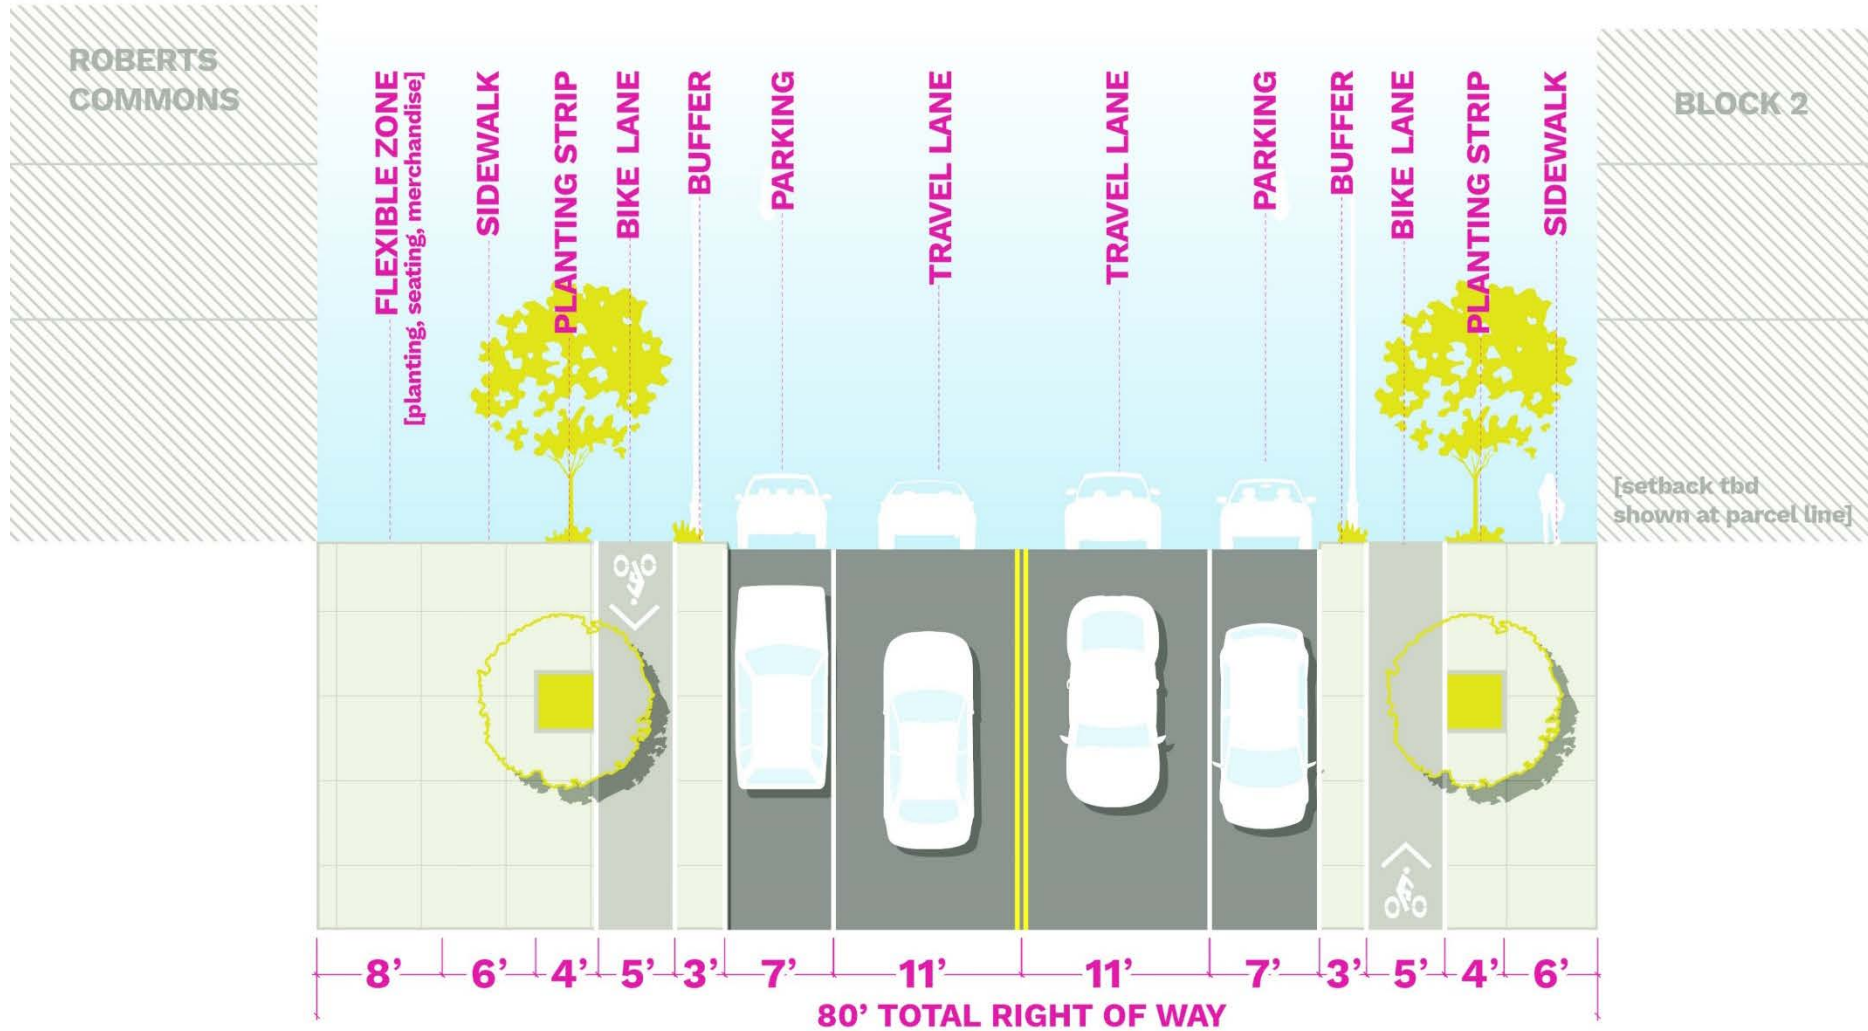 ROBERTS
COMMONS
FLEXIBLE ZONE
[planting, seating, merchandise]
SIDEWALK
PLANTING STRIP
BIKE LANE
BUFFER
PARKING
TRAVEL LANE
TRAVEL LANE
PARKING
BUFFER
BIKE LANE
PLANTING STRIP
SIDEWALK
BLOCK 2
[setback tbd
shown at parcel line]
8’ 6’ 4’ 5’ 3’ 7’ 11’ 11’ 7’ 3’ 5’ 4’ 6’
80’ TOTAL RIGHT OF WAY